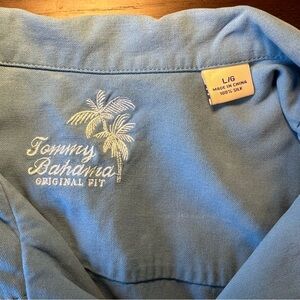 Tommy
Bahama
ORIGINAL FIT
L/G
MADE IN CHINA
100% SILK